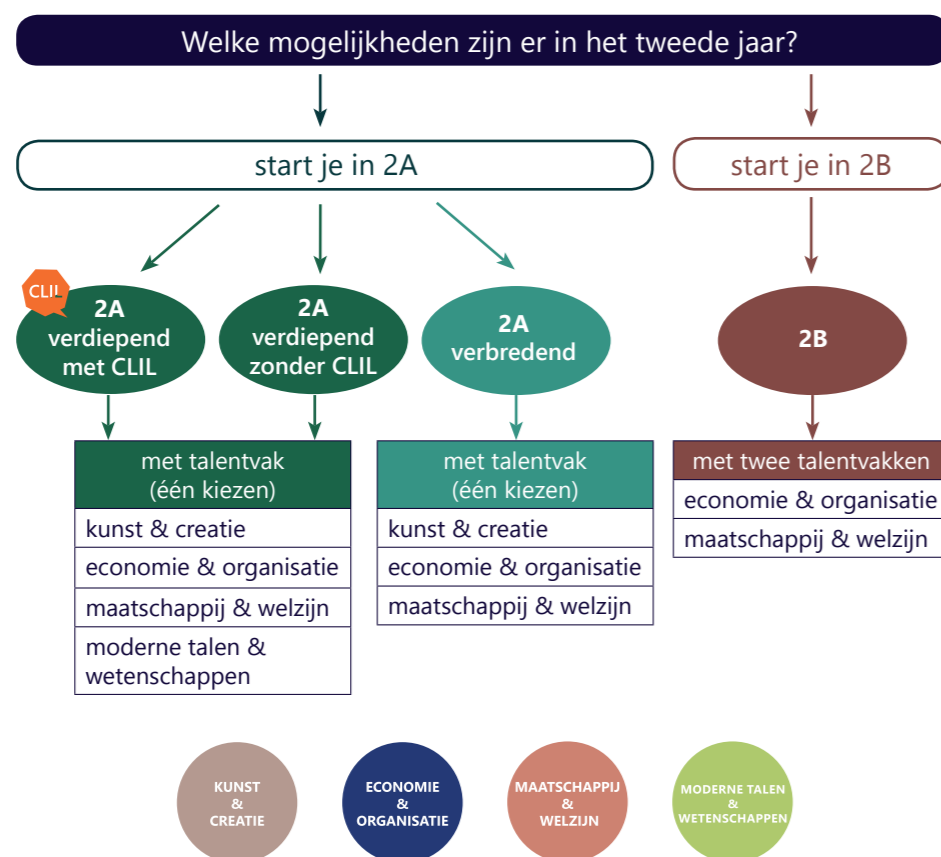 Welke mogelijkheden zijn er in het tweede jaar?
start je in 2A
start je in 2B
CLIL
2A
verdiepend
met CLIL
2A
verdiepend
zonder CLIL
2A
verbredend
2B
met talentvak
(één kiezen)
kunst & creatie
economie & organisatie
maatschappij & welzijn
moderne talen &
wetenschappen
met talentvak
(één kiezen)
kunst & creatie
economie & organisatie
maatschappij & welzijn
met twee talentvakken
economie & organisatie
maatschappij & welzijn
KUNST
&
CREATIE
ECONOMIE
&
ORGANISATIE
MAATSCHAPPIJ
&
WELZIJN
MODERNE TALEN
&
WETENSCHAPPEN